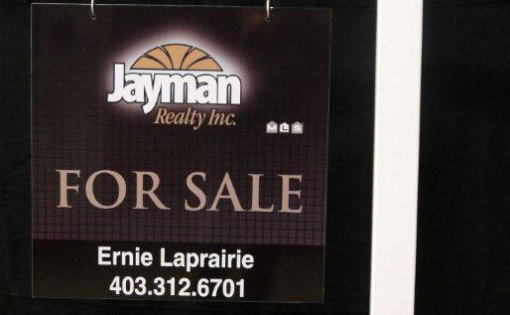 Jayman
Realty Inc.
MLS
FOR SALE
Ernie Laprairie
403.312.6701